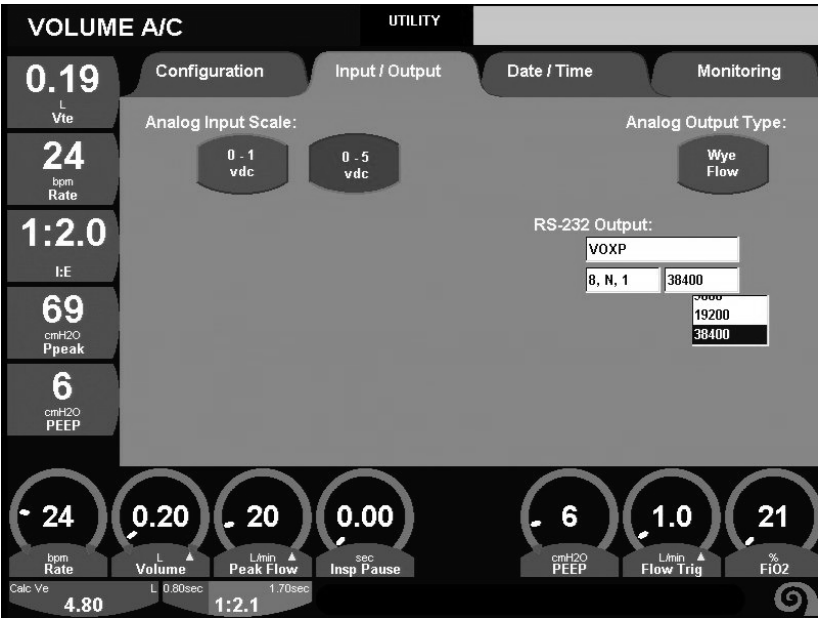 VOLUME A/C
UTILITY
Configuration
Input / Output
Date / Time
Monitoring
0.19
L
Vte
24
bpm
Rate
1:2.0
I:E
69
cmH2O
Ppeak
6
cmH2O
PEEP
Analog Input Scale:
0 - 1
vdc
0 - 5
vdc
Analog Output Type:
Wye
Flow
RS-232 Output:
VOXP
8, N, 1
38400
19200
38400
24
bpm
Rate
0.20
L
Volume
20
L/min
Peak Flow
0.00
sec
Insp Pause
6
cmH2O
PEEP
1.0
L/min
Flow Trig
21
%
FiO2
Calc Ve
L
4.80
0.80sec
1.70sec
1:2.1